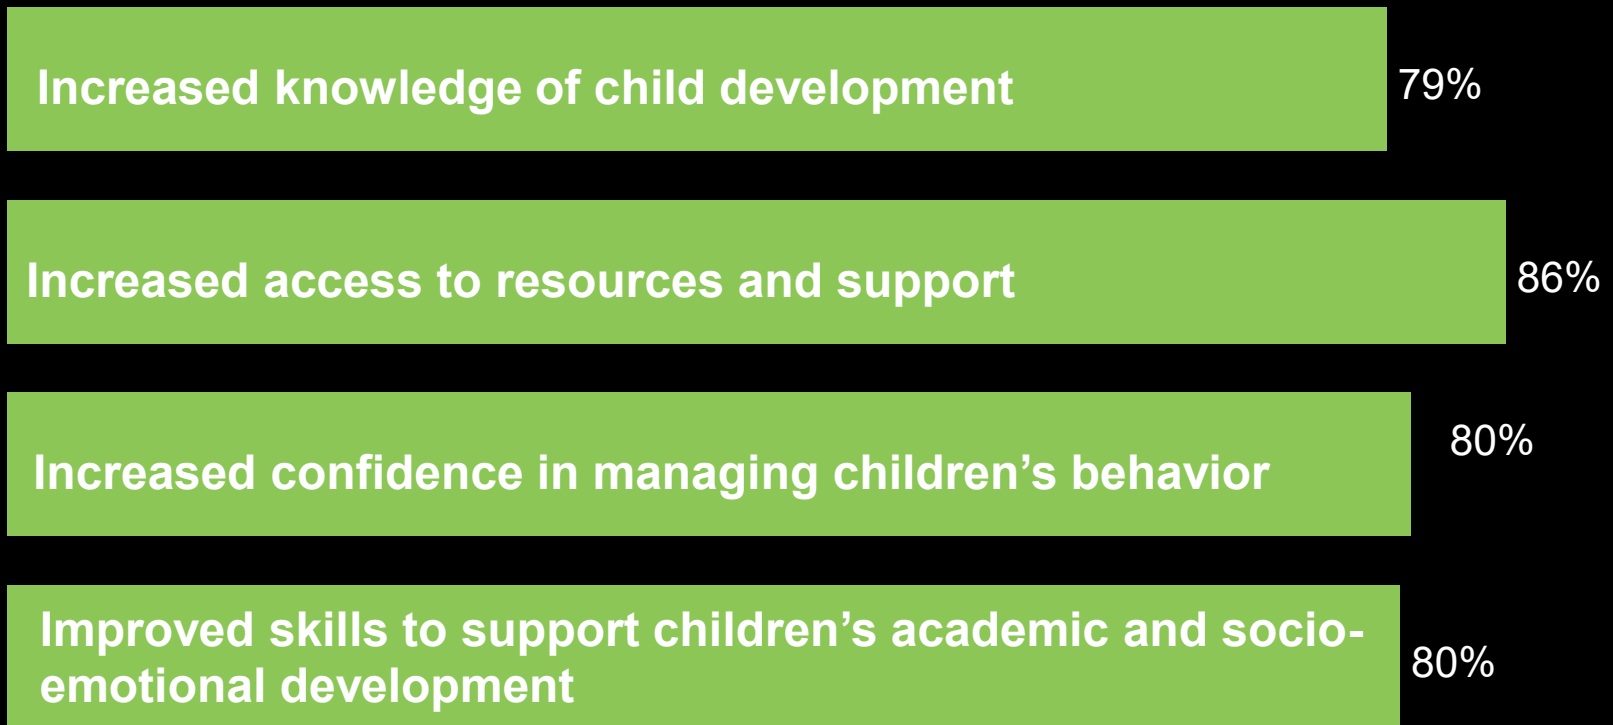 Increased knowledge of child development
79%
Increased access to resources and support
86%
Increased confidence in managing children’s behavior
80%
Improved skills to support children’s academic and socio-
emotional development
80%